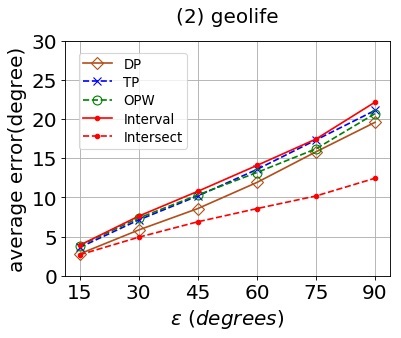 (2) geolife
average error(degree)
30
25
20
15
10
5
0
DP
TP
OPW
Interval
Intersect
15 30 45 60 75 90
ε (degrees)